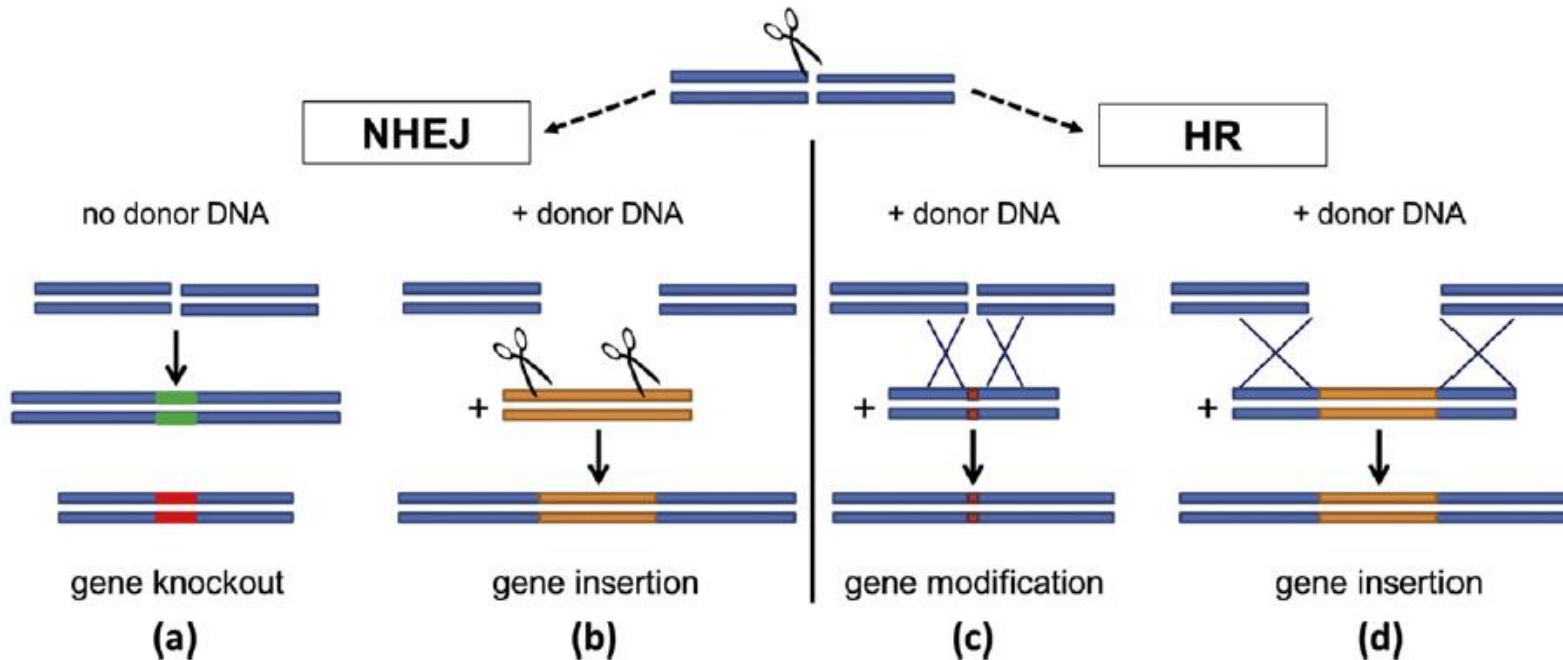 NHEJ
HR
no donor DNA
+ donor DNA
+ donor DNA
+ donor DNA
+
+
+
gene knockout
gene insertion
gene modification
gene insertion
(a)
(b)
(c)
(d)